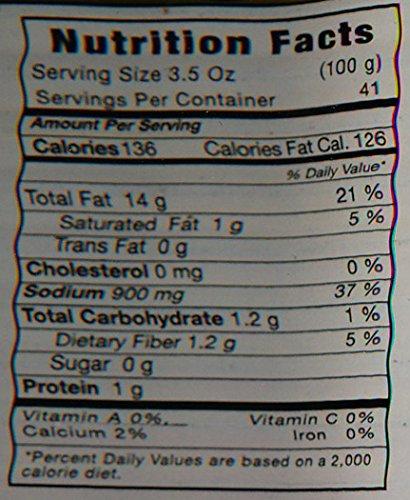 Nutrition Facts
Serving Size 3.5 Oz (100 g)
Servings Per Container 41
Amount Per Serving
Calories 136 Calories Fat Cal. 126
% Daily Value*
Total Fat 14 g 21 %
Saturated Fat 1 g 5 %
Trans Fat 0 g
Cholesterol 0 mg 0 %
Sodium 900 mg 37 %
Total Carbohydrate 1.2 g 1 %
Dietary Fiber 1.2 g 5 %
Sugar 0 g
Protein 1 g
Vitamin A 0% Vitamin C 0%
Calcium 2% Iron 0%
*Percent Daily Values are based on a 2,000
calorie diet.